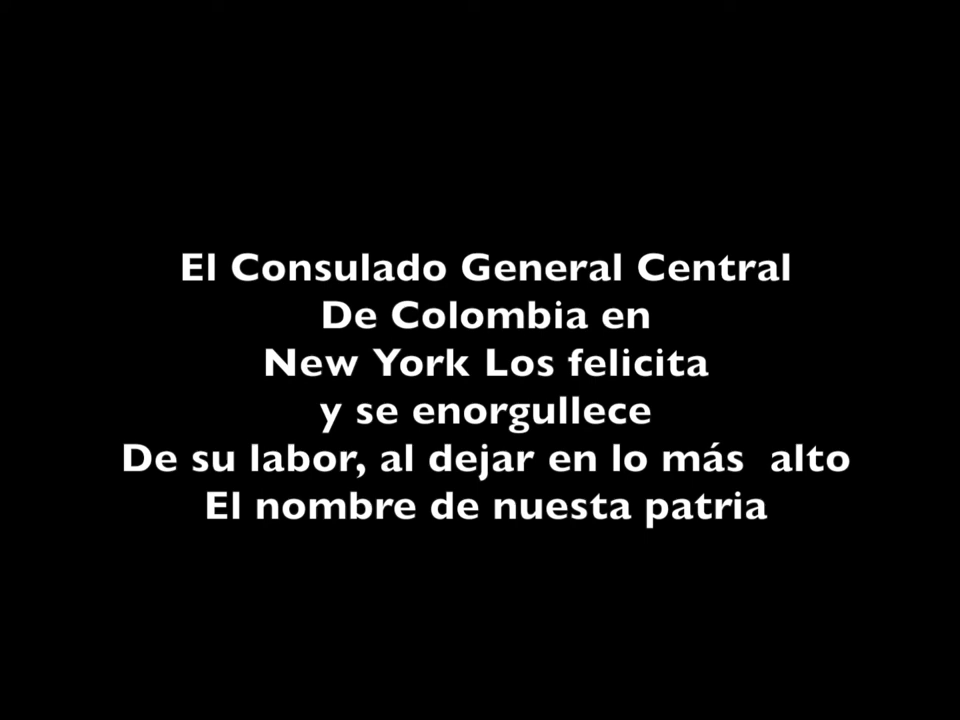 El Consulado General Central
De Colombia en
New York Los felicita
y se enorgullece
De su labor, al dejar en lo más  alto
El nombre de nuesta patria